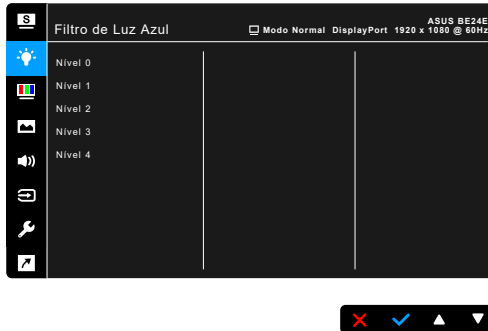 S
Filtro de Luz Azul
ASUS BE24E
Modo Normal DisplayPort 1920 x 1080 @ 60Hz
Nível 0
Nível 1
Nível 2
Nível 3
Nível 4